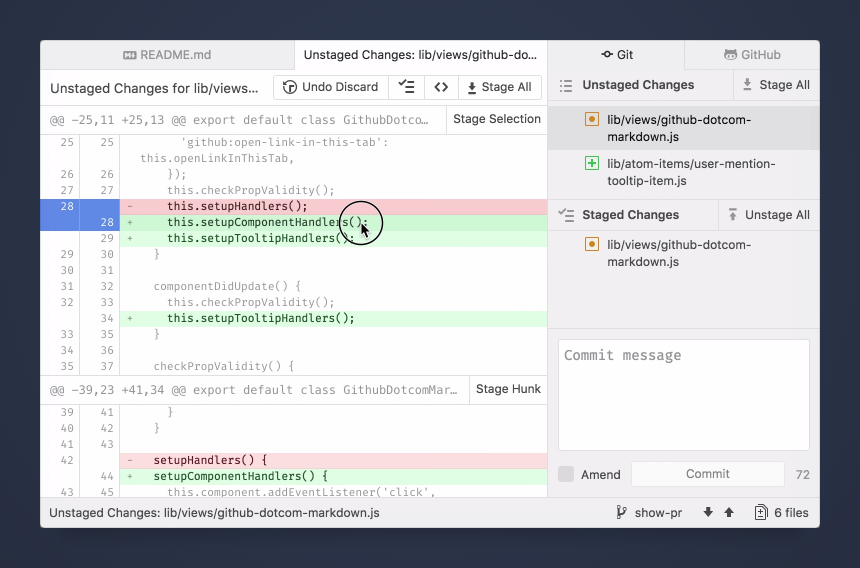 README.md
Unstaged Changes: lib/views/github-do...
Git
GitHub
Unstaged Changes for lib/views...
Undo Discard
Stage All
@@ -25,11 +25,13 @@ export default class GithubDotco...
Stage Selection
25 25 'github:open-link-in-this-tab':
this.openLinkInThisTab,
26 26 });
27 27 this.checkPropValidity();
28 - this.setupHandlers();
28 + this.setupComponentHandlers();
29 + this.setupTooltipHandlers();
29 30 }
30 31
31 32 componentDidUpdate() {
32 33 this.checkPropValidity();
34 + this.setupTooltipHandlers();
33 35 }
34 36
35 37 checkPropValidity() {
@@ -39,23 +41,34 @@ export default class GithubDotcomMar...
Stage Hunk
39 41 }
40 42 }
41 43
42 - setupHandlers() {
44 + setupComponentHandlers() {
43 45 this.component.addEventListener('click',
Unstaged Changes
Stage All
lib/views/github-dotcom-
markdown.js
lib/atom-items/user-mention-
tooltip-item.js
Staged Changes
Unstage All
lib/views/github-dotcom-
markdown.js
Commit message
Amend
Commit
72
Unstaged Changes: lib/views/github-dotcom-markdown.js
show-pr
6 files